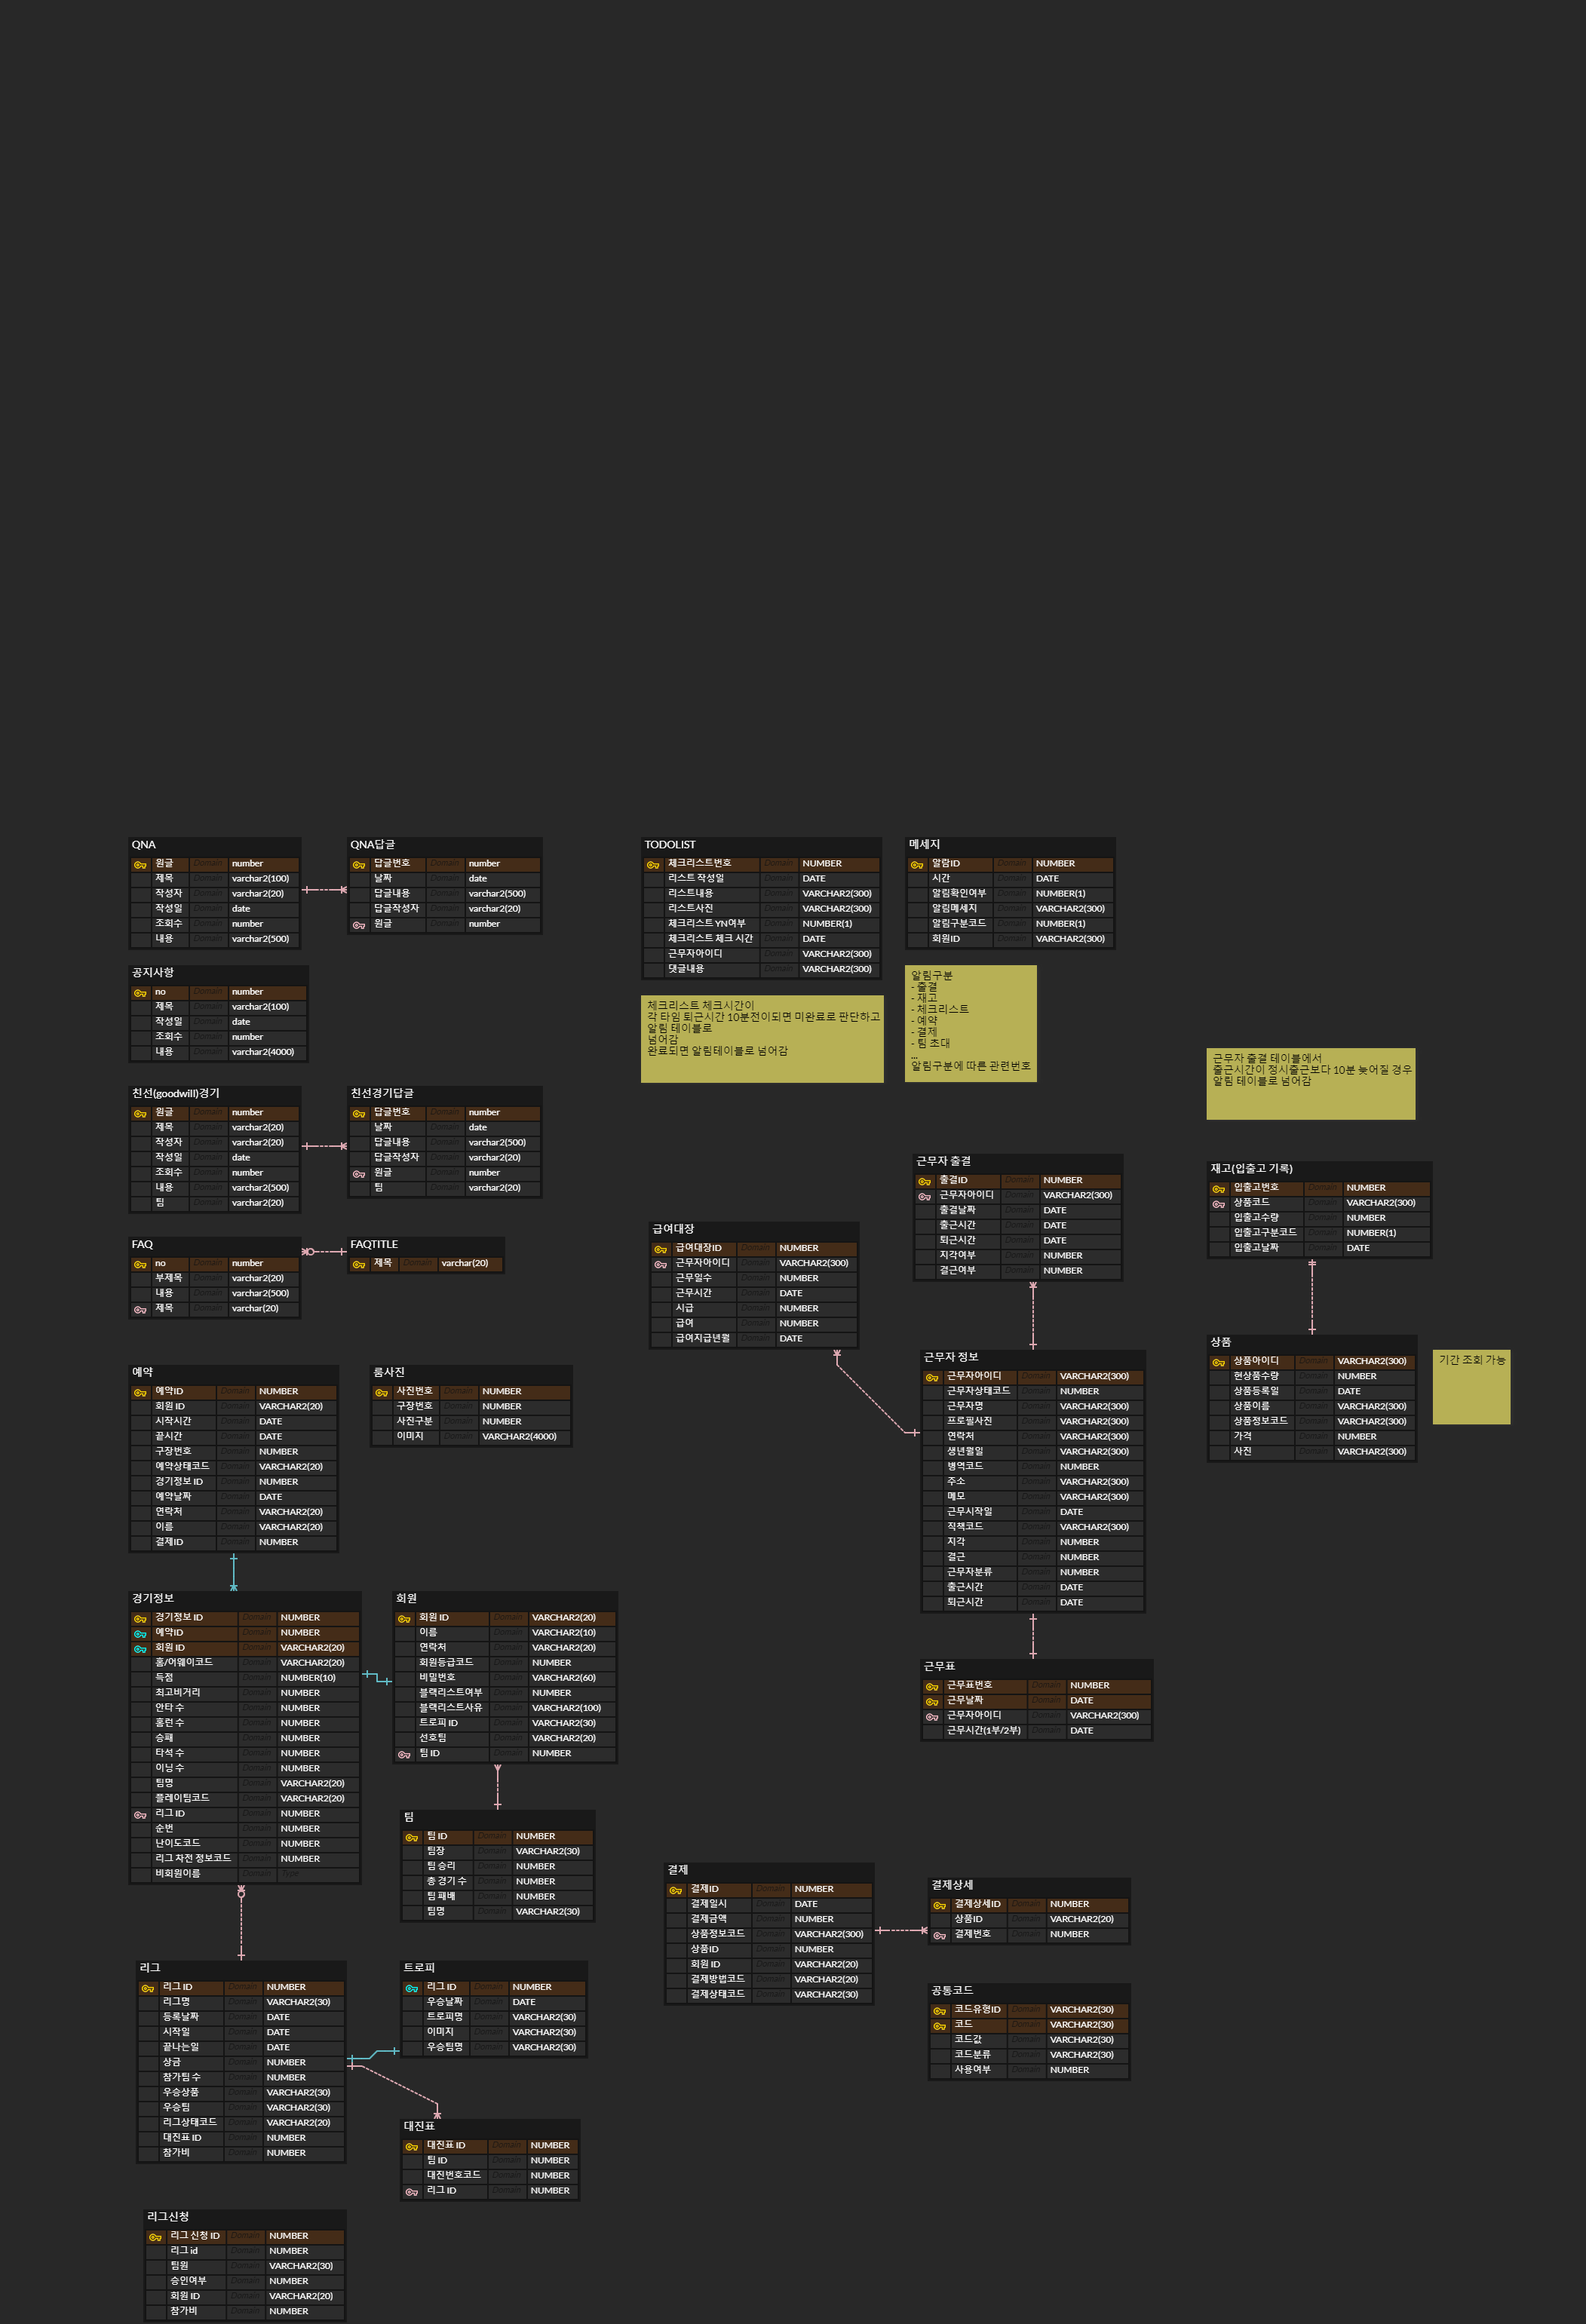 QNA
원글 Domain number
제목 Domain varchar2(100)
작성자 Domain varchar2(20)
작성일 Domain date
조회수 Domain number
내용 Domain varchar2(500)
QNA답글
답글번호 Domain number
날짜 Domain date
답글내용 Domain varchar2(500)
답글작성자 Domain varchar2(20)
원글 Domain number
TODOLIST
체크리스트번호 Domain NUMBER
리스트 작성일 Domain DATE
리스트내용 Domain VARCHAR2(300)
리스트사진 Domain VARCHAR2(300)
체크리스트 YN여부 Domain NUMBER(1)
체크리스트 체크 시간 Domain DATE
근무자아이디 Domain VARCHAR2(300)
댓글내용 Domain VARCHAR2(300)
메세지
알람ID Domain NUMBER
시간 Domain DATE
알림확인여부 Domain NUMBER(1)
알림메세지 Domain VARCHAR2(300)
알림구분코드 Domain NUMBER(1)
회원ID Domain VARCHAR2(300)
공지사항
no Domain number
제목 Domain varchar2(100)
작성일 Domain date
조회수 Domain number
내용 Domain varchar2(4000)
체크리스트 체크시간이
각 타임 퇴근시간 10분전이되면 미완료로 판단하고
알림 테이블로
넘어감
완료되면 알림테이블로 넘어감
알림구분
- 출결
- 재고
- 체크리스트
- 예약
- 결제
- 팀 초대
...
알림구분에 따른 관련번호
근무자 출결 테이블에서
출근시간이 정시출근보다 10분 늦어질 경우
알림 테이블로 넘어감
친선(goodwill)경기
원글 Domain number
제목 Domain varchar2(20)
작성자 Domain varchar2(20)
작성일 Domain date
조회수 Domain number
내용 Domain varchar2(500)
팀 Domain varchar2(20)
친선경기답글
답글번호 Domain number
날짜 Domain date
답글내용 Domain varchar2(500)
답글작성자 Domain varchar2(20)
원글 Domain number
팀 Domain varchar2(20)
FAQ
no Domain number
부제목 Domain varchar2(20)
내용 Domain varchar2(500)
제목 Domain varchar(20)
FAQTITLE
제목 Domain varchar(20)
급여대장
급여대장ID Domain NUMBER
근무자아이디 Domain VARCHAR2(300)
근무일수 Domain NUMBER
근무시간 Domain DATE
시급 Domain NUMBER
급여 Domain NUMBER
급여지급년월 Domain DATE
근무자 출결
출결ID Domain NUMBER
근무자아이디 Domain VARCHAR2(300)
출결날짜 Domain DATE
출근시간 Domain DATE
퇴근시간 Domain DATE
지각여부 Domain NUMBER
결근여부 Domain NUMBER
재고(입출고 기록)
입출고번호 Domain NUMBER
상품코드 Domain VARCHAR2(300)
입출고수량 Domain NUMBER
입출고구분코드 Domain NUMBER(1)
입출고날짜 Domain DATE
상품
상품아이디 Domain VARCHAR2(300)
현상품수량 Domain NUMBER
상품등록일 Domain DATE
상품이름 Domain VARCHAR2(300)
상품정보코드 Domain VARCHAR2(300)
가격 Domain NUMBER
사진 Domain VARCHAR2(300)
기간 조회 가능
예약
예약ID Domain NUMBER
회원 ID Domain VARCHAR2(20)
시작시간 Domain DATE
끝시간 Domain DATE
구장번호 Domain NUMBER
예약상태코드 Domain VARCHAR2(20)
경기정보 ID Domain NUMBER
예약날짜 Domain DATE
연락처 Domain VARCHAR2(20)
이름 Domain VARCHAR2(20)
결제ID Domain NUMBER
룸사진
사진번호 Domain NUMBER
구장번호 Domain NUMBER
사진구분 Domain NUMBER
이미지 Domain VARCHAR2(4000)
근무자 정보
근무자아이디 Domain VARCHAR2(300)
근무자상태코드 Domain NUMBER
근무자명 Domain VARCHAR2(300)
프로필사진 Domain VARCHAR2(300)
연락처 Domain VARCHAR2(300)
생년월일 Domain VARCHAR2(300)
병역코드 Domain NUMBER
주소 Domain VARCHAR2(300)
메모 Domain VARCHAR2(300)
근무시작일 Domain DATE
직책코드 Domain VARCHAR2(300)
지각 Domain NUMBER
결근 Domain NUMBER
근무자분류 Domain NUMBER
출근시간 Domain DATE
퇴근시간 Domain DATE
경기정보
경기정보 ID Domain NUMBER
예약ID Domain NUMBER
회원 ID Domain VARCHAR2(20)
홈/어웨이코드 Domain VARCHAR2(20)
득점 Domain NUMBER(10)
최고비거리 Domain NUMBER
안타 수 Domain NUMBER
홈런 수 Domain NUMBER
승패 Domain NUMBER
타석 수 Domain NUMBER
이닝 수 Domain NUMBER
팀명 Domain VARCHAR2(20)
플레이팀코드 Domain VARCHAR2(20)
리그 ID Domain NUMBER
순번 Domain NUMBER
난이도코드 Domain NUMBER
리그 차전 정보코드 Domain NUMBER
비회원이름 Domain True
회원
회원 ID Domain VARCHAR2(20)
이름 Domain VARCHAR2(10)
연락처 Domain VARCHAR2(20)
회원등급코드 Domain NUMBER
비밀번호 Domain VARCHAR2(60)
블랙리스트여부 Domain NUMBER
블랙리스트사유 Domain VARCHAR2(100)
트로피 ID Domain VARCHAR2(30)
선호팀 Domain VARCHAR2(20)
팀 ID Domain NUMBER
근무표
근무표번호 Domain NUMBER
근무날짜 Domain DATE
근무자아이디 Domain VARCHAR2(300)
근무시간(1부/2부) Domain DATE
팀
팀 ID Domain NUMBER
팀장 Domain VARCHAR2(30)
팀 승리 Domain NUMBER
총 경기 수 Domain NUMBER
팀 패배 Domain NUMBER
팀명 Domain VARCHAR2(30)
결제
결제ID Domain NUMBER
결제일시 Domain DATE
결제금액 Domain NUMBER
상품정보코드 Domain VARCHAR2(300)
상품ID Domain NUMBER
회원 ID Domain VARCHAR2(20)
결제방법코드 Domain VARCHAR2(20)
결제상태코드 Domain VARCHAR2(30)
결제상세
결제상세ID Domain NUMBER
상품ID Domain VARCHAR2(20)
결제번호 Domain NUMBER
공통코드
코드유형ID Domain VARCHAR2(30)
코드 Domain VARCHAR2(30)
코드값 Domain VARCHAR2(30)
코드분류 Domain VARCHAR2(30)
사용여부 Domain NUMBER
리그
리그 ID Domain NUMBER
리그명 Domain VARCHAR2(30)
등록날짜 Domain DATE
시작일 Domain DATE
끝나는일 Domain DATE
상금 Domain NUMBER
참가팀 수 Domain NUMBER
우승상품 Domain VARCHAR2(30)
우승팀 Domain VARCHAR2(30)
리그상태코드 Domain VARCHAR2(20)
대진표 ID Domain NUMBER
참가비 Domain NUMBER
트로피
리그 ID Domain NUMBER
우승날짜 Domain DATE
트로피명 Domain VARCHAR2(30)
이미지 Domain VARCHAR2(30)
우승팀명 Domain VARCHAR2(30)
대진표
대진표 ID Domain NUMBER
팀 ID Domain NUMBER
대진번호코드 Domain NUMBER
리그 ID Domain NUMBER
리그신청
리그 신청 ID Domain NUMBER
리그 id Domain NUMBER
팀원 Domain VARCHAR2(30)
승인여부 Domain NUMBER
회원 ID Domain VARCHAR2(20)
참가비 Domain NUMBER